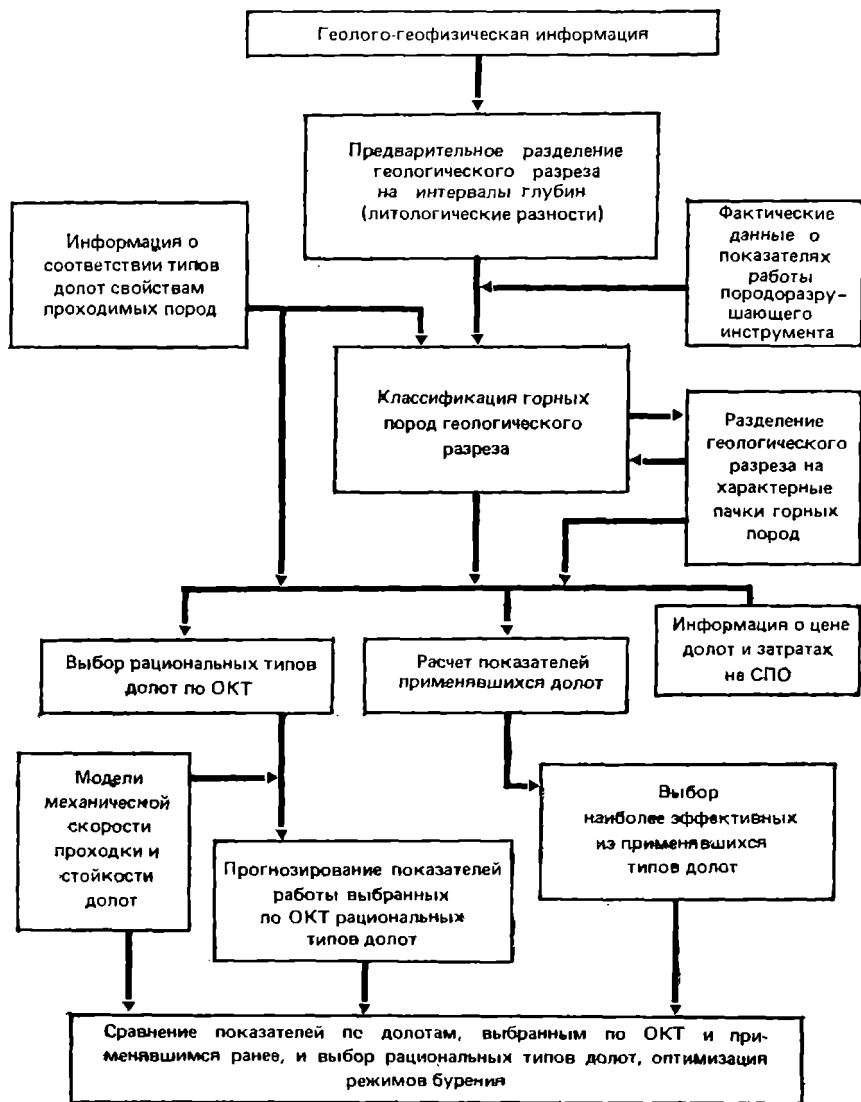 Геолого-геофизическая информация
Предварительное разделение
геологического разреза
на интервалы глубин
(литологические разности)
Информация о
соответствии типов
долот свойствам
проходимых пород
Фактические
данные о
показателях
работы
породоразру-
шающего
инструмента
Классификация горных
пород геологического
разреза
Разделение
геологического
разреза на
характерные
пачки горных
пород
Выбор рациональных типов
долот по ОКТ
Расчет показателей
применявшихся долот
Информация о цене
долот и затратах
на СПО
Модели
механической
скорости
проходки и
стойкости
долот
Прогнозирование показателей
работы выбранных
по ОКТ рациональных
типов долот
Выбор
наиболее эффективных
из применявшихся
типов долот
Сравнение показателей по долотам, выбранным по ОКТ и при-
менявшимся ранее, и выбор рациональных типов долот, оптимизация
режимов бурения